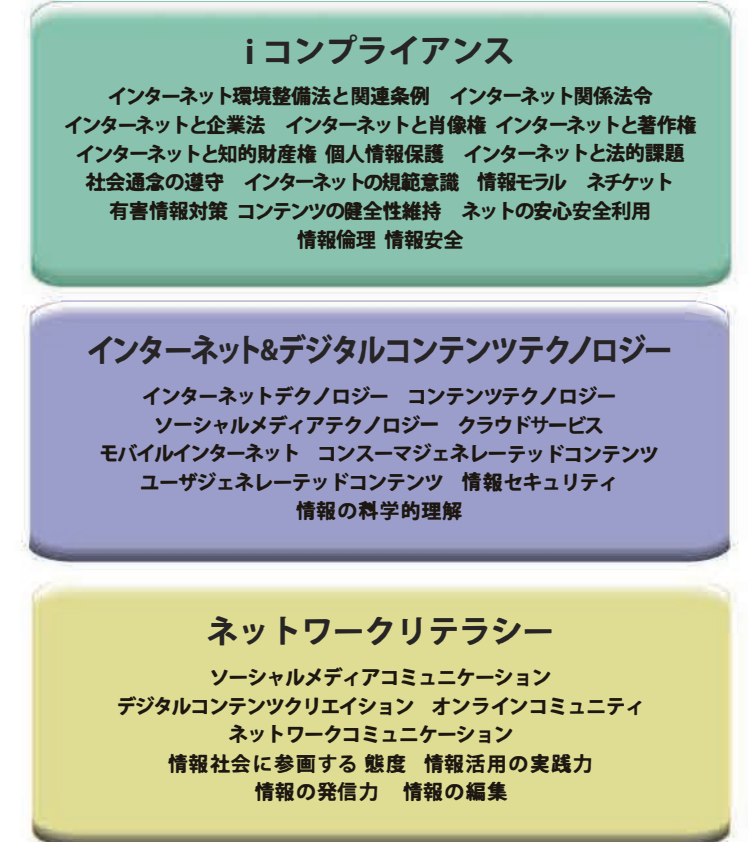 i コンプライアンス
インターネット環境整備法と関連条例　インターネット関係法令
インターネットと企業法　インターネットと肖像権 インターネットと著作権
インターネットと知的財産権 個人情報保護　インターネットと法的課題
社会通念の遵守　インターネットの規範意識　情報モラル　ネチケット
有害情報対策 コンテンツの健全性維持　ネットの安心安全利用
情報倫理 情報安全
インターネット&デジタルコンテンツテクノロジー
インターネットデクノロジー　コンテンツテクノロジー
ソーシャルメディアテクノロジー　クラウドサービス
モバイルインターネット　コンスーマジェネレーテッドコンテンツ
ユーザジェネレーテッドコンテンツ　情報セキュリティ
情報の科学的理解
ネットワークリテラシー
ソーシャルメディアコミュニケーション
デジタルコンテンツクリエイション　オンラインコミュニティ
ネットワークコミュニケーション
情報社会に参画する 態度　情報活用の実践力
情報の発信力　情報の編集